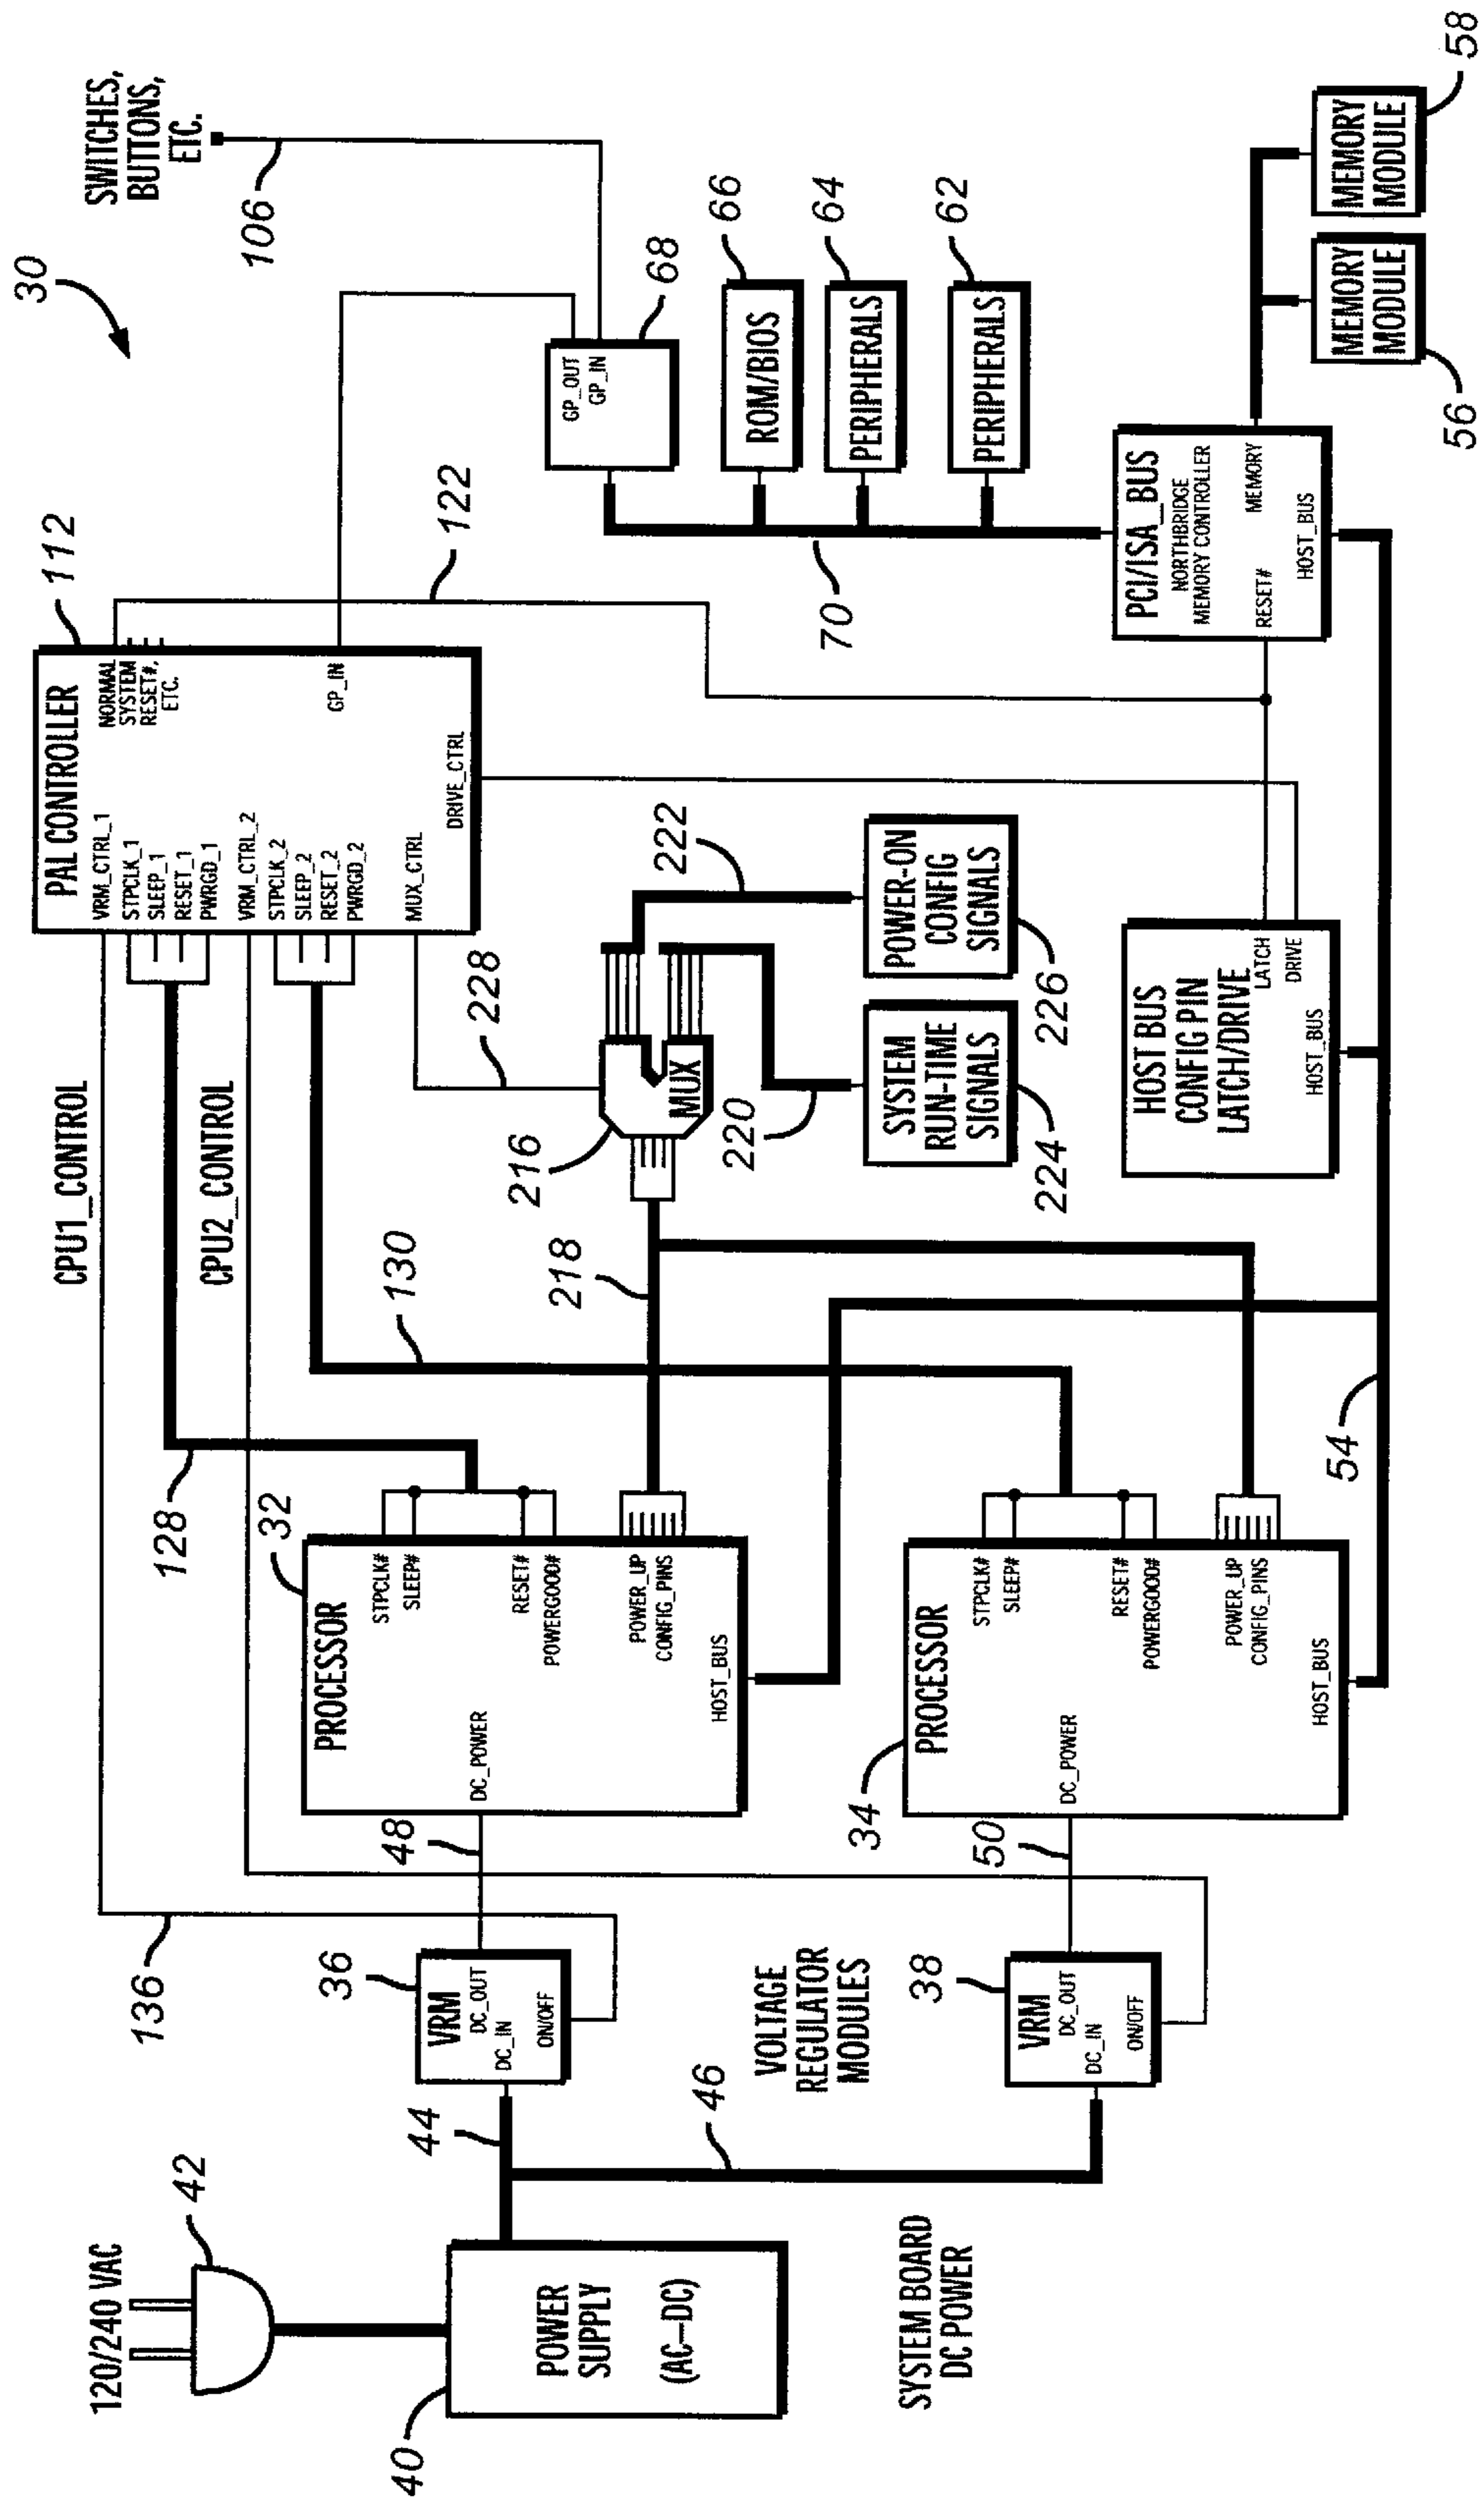 30
120/240 VAC
42
40
POWER
SUPPLY
(AC–DC)
SYSTEM BOARD
DC POWER
44
46
136
36
VRM
DC_OUT
DC_IN
ON/OFF
VOLTAGE
REGULATOR
MODULES
38
VRM
DC_OUT
DC_IN
ON/OFF
48
50
128
32
PROCESSOR
STPCLK#
SLEEP#
RESET#
POWERGOOD#
DC_POWER
POWER_UP
CONFIG_PINS
HOST_BUS
34
PROCESSOR
STPCLK#
SLEEP#
RESET#
POWERGOOD#
DC_POWER
POWER_UP
CONFIG_PINS
HOST_BUS
CPU1_CONTROL
CPU2_CONTROL
130
218
54
216
MUX
228
220
222
SYSTEM
RUN-TIME
SIGNALS
224
POWER-ON
CONFIG
SIGNALS
226
HOST BUS
CONFIG PIN
LATCH/DRIVE
LATCH
DRIVE
HOST_BUS
PAL CONTROLLER
112
VRM_CTRL_1
STPCLK_1
SLEEP_1
RESET_1
PWRGD_1
VRM_CTRL_2
STPCLK_2
SLEEP_2
RESET_2
PWRGD_2
MUX_CTRL
DRIVE_CTRL
NORMAL
SYSTEM
RESET#,
ETC.
GP_IN
122
SWITCHES,
BUTTONS,
ETC.
106
GP_OUT
GP_IN
68
ROM/BIOS
66
PERIPHERALS
64
PERIPHERALS
62
70
PCI/ISA_BUS
NORTHBRIDGE
MEMORY CONTROLLER
RESET#
MEMORY
HOST_BUS
MEMORY
MODULE
56
MEMORY
MODULE
58